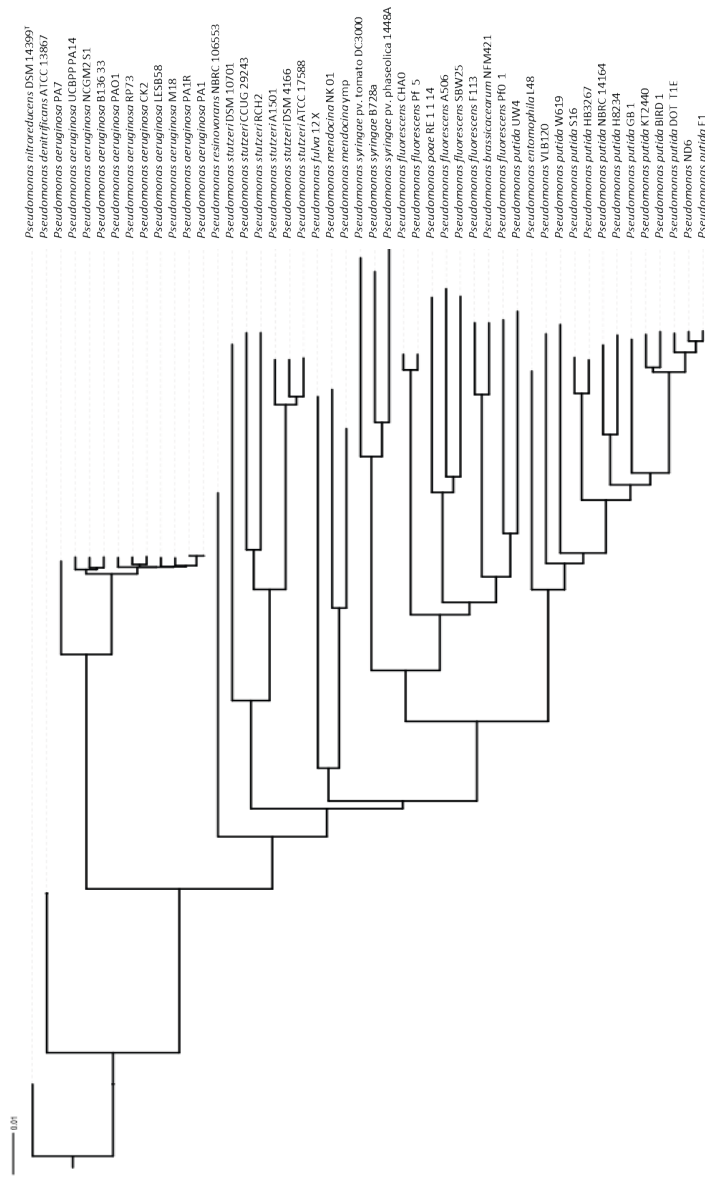 Pseudomonas nitroreducens DSM 14399ᵀ
Pseudomonas denitrificans ATCC 13867
Pseudomonas aeruginosa PA7
Pseudomonas aeruginosa UCBPP PA14
Pseudomonas aeruginosa NCGM2 S1
Pseudomonas aeruginosa B136 33
Pseudomonas aeruginosa PAO1
Pseudomonas aeruginosa RP73
Pseudomonas aeruginosa CK2
Pseudomonas aeruginosa LESB58
Pseudomonas aeruginosa M18
Pseudomonas aeruginosa PA1R
Pseudomonas aeruginosa PA1
Pseudomonas resinovorans NBRC 106553
Pseudomonas stutzeri DSM 10701
Pseudomonas stutzeri CCUG 29243
Pseudomonas stutzeri RCH2
Pseudomonas stutzeri A1501
Pseudomonas stutzeri DSM 4166
Pseudomonas stutzeri ATCC 17588
Pseudomonas fulva 12 X
Pseudomonas mendocina NK 01
Pseudomonas mendocina ymp
Pseudomonas syringae pv. tomato DC3000
Pseudomonas syringae B728a
Pseudomonas syringae pv. phaseolica 1448A
Pseudomonas fluorescens CHA0
Pseudomonas fluorescens Pf 5
Pseudomonas poae RE 1 1 14
Pseudomonas fluorescens A506
Pseudomonas fluorescens SBW25
Pseudomonas fluorescens F113
Pseudomonas brassicacearum NFM421
Pseudomonas fluorescens Pf0 1
Pseudomonas putida UW4
Pseudomonas entomophila L48
Pseudomonas VLB120
Pseudomonas putida W619
Pseudomonas putida S16
Pseudomonas putida HB3267
Pseudomonas putida NBRC 14164
Pseudomonas putida H8234
Pseudomonas putida GB 1
Pseudomonas putida KT2440
Pseudomonas putida BIRD 1
Pseudomonas putida DOT T1E
Pseudomonas ND6
Pseudomonas putida F1
0.01